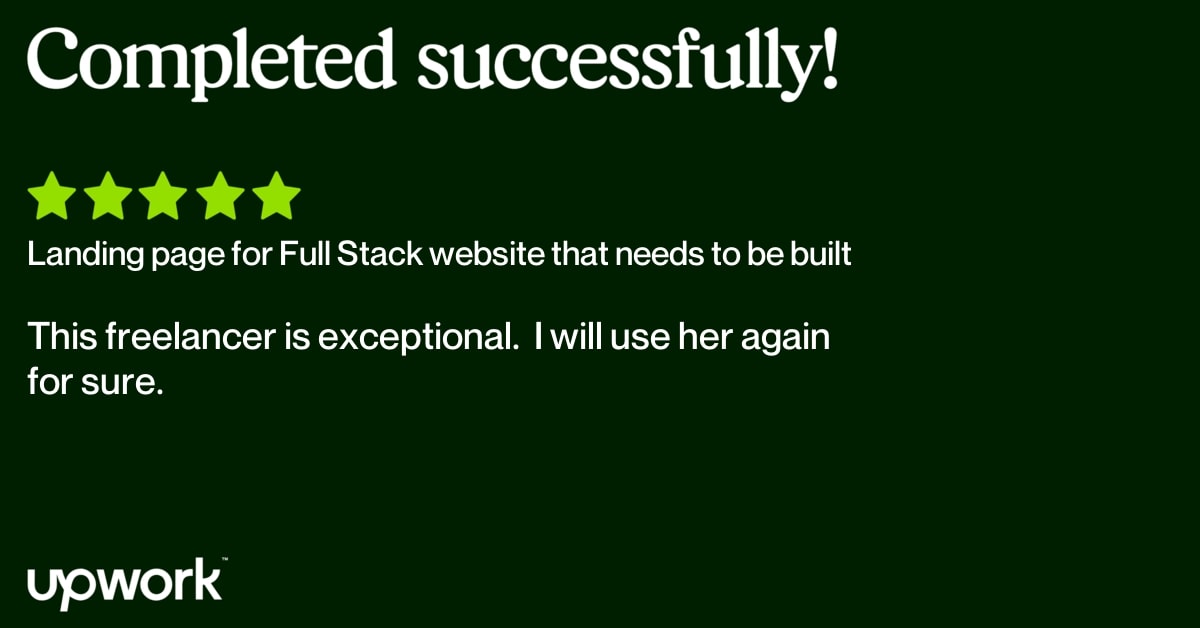 Completed successfully!
Landing page for Full Stack website that needs to be built
This freelancer is exceptional.  I will use her again
for sure.
upwork™